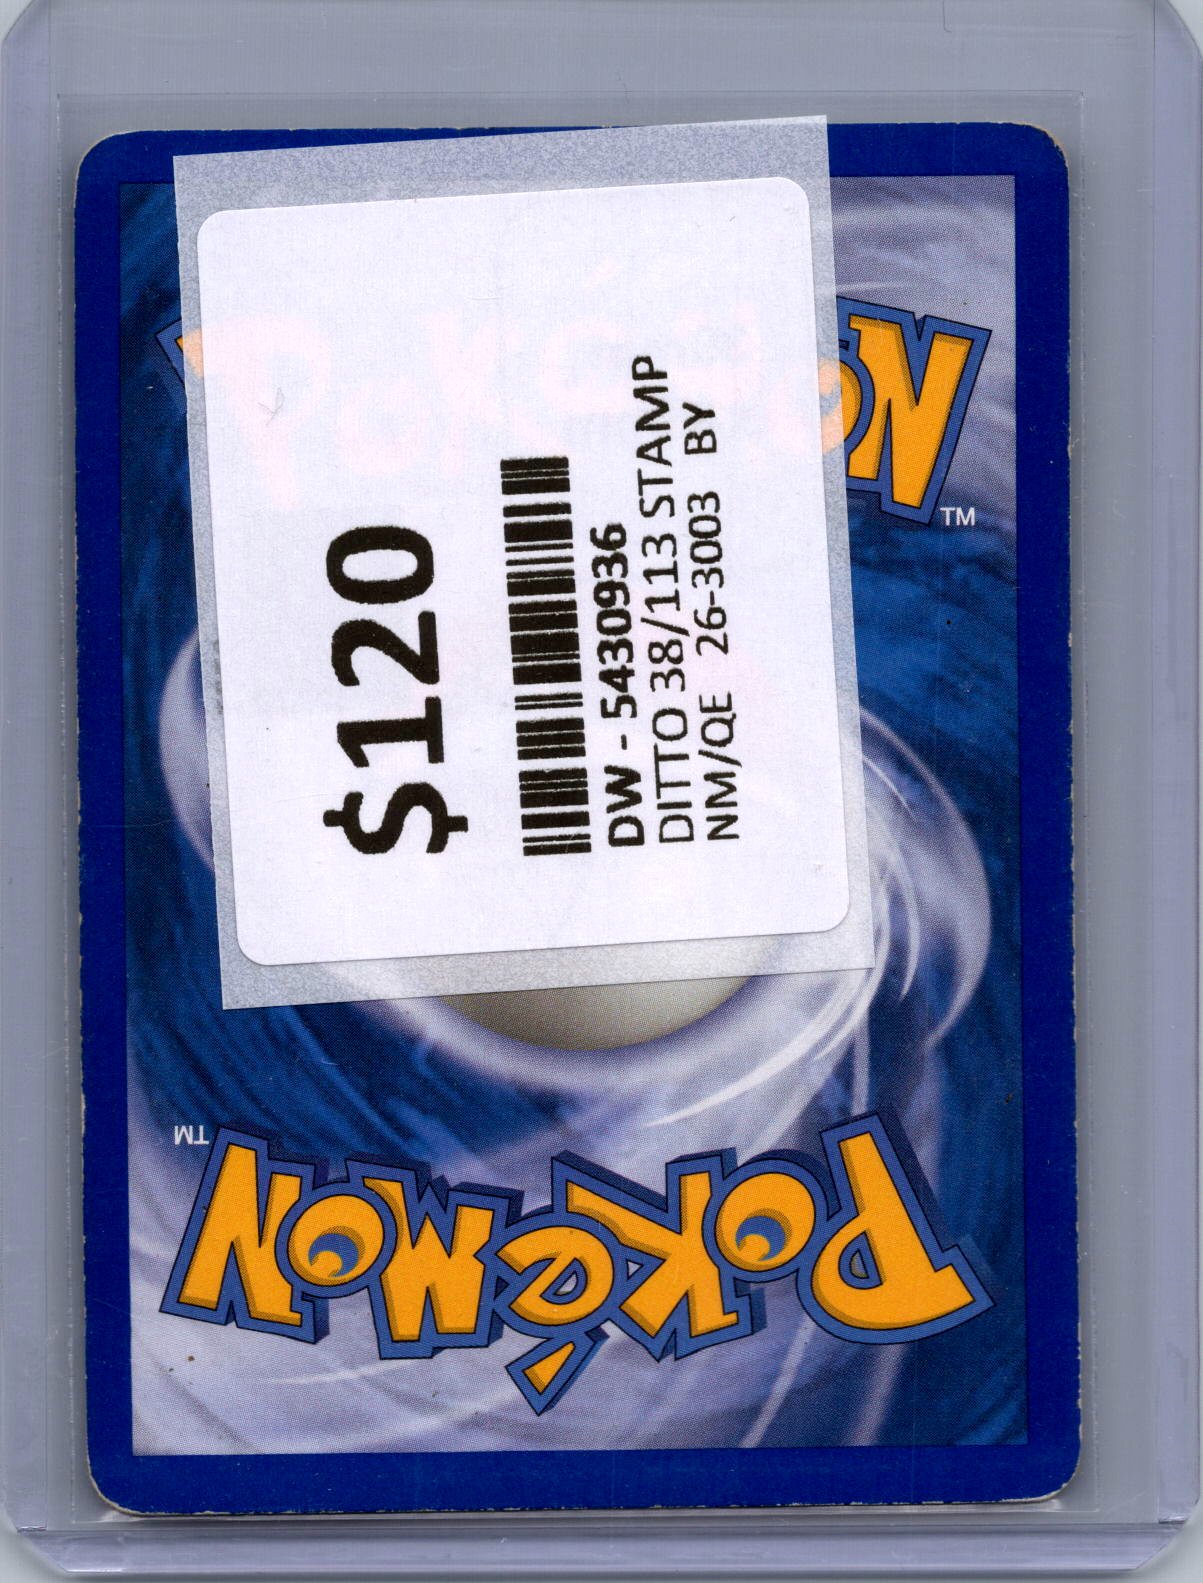 $120
DW - 5430936
DITTO 38/113 STAMP
NM/QE 26-3003 BY
POKéMON
TM
POKéMON
TM